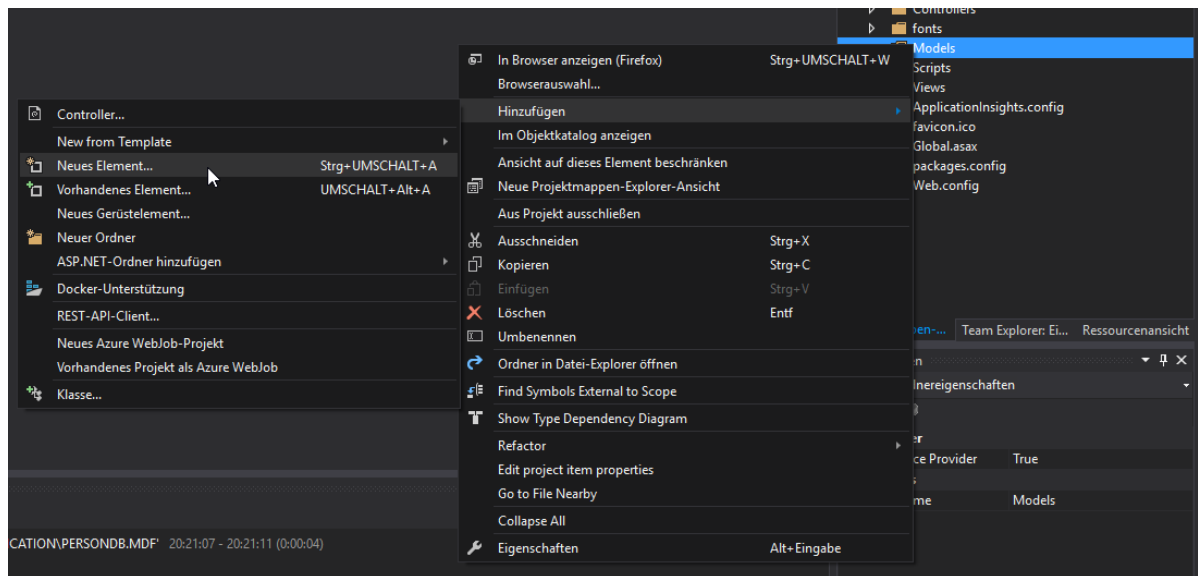 Controller...
New from Template
Neues Element... Strg+UMSCHALT+A
Vorhandenes Element... UMSCHALT+Alt+A
Neues Gerüstelement...
Neuer Ordner
ASP.NET-Ordner hinzufügen
Docker-Unterstützung
REST-API-Client...
Neues Azure WebJob-Projekt
Vorhandenes Projekt als Azure WebJob
Klasse...
In Browser anzeigen (Firefox) Strg+UMSCHALT+W
Browserauswahl...
Hinzufügen
Im Objektkatalog anzeigen
Ansicht auf dieses Element beschränken
Neue Projektmappen-Explorer-Ansicht
Aus Projekt ausschließen
Ausschneiden Strg+X
Kopieren Strg+C
Einfügen Strg+V
Löschen Entf
Umbenennen
Ordner in Datei-Explorer öffnen
Find Symbols External to Scope
Show Type Dependency Diagram
Refactor
Edit project item properties
Go to File Nearby
Collapse All
Eigenschaften Alt+Eingabe
Controllers
fonts
Models
Scripts
Views
ApplicationInsights.config
favicon.ico
Global.asax
packages.config
Web.config
en-... Team Explorer: Ei... Ressourcenansicht
nereigenschaften
er
ce Provider True
me Models
CATION\PERSONDB.MDF' 20:21:07 - 20:21:11 (0:00:04)